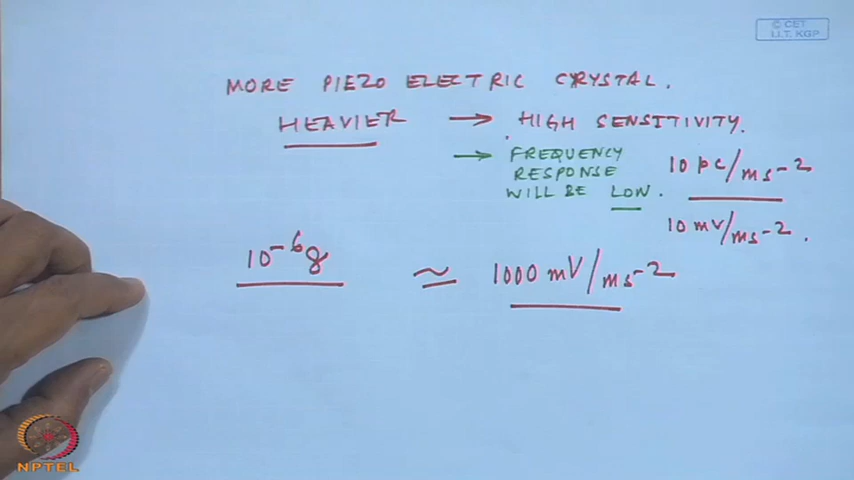 © CET
I.I.T. KGP
MORE PIEZO ELECTRIC CRYSTAL.
HEAVIER → HIGH SENSITIVITY.
→ FREQUENCY
RESPONSE
WILL BE LOW.
10 pc/ms-2
10 mV/ms-2.
10-6g ≈ 1000 mV/ms-2
NPTEL